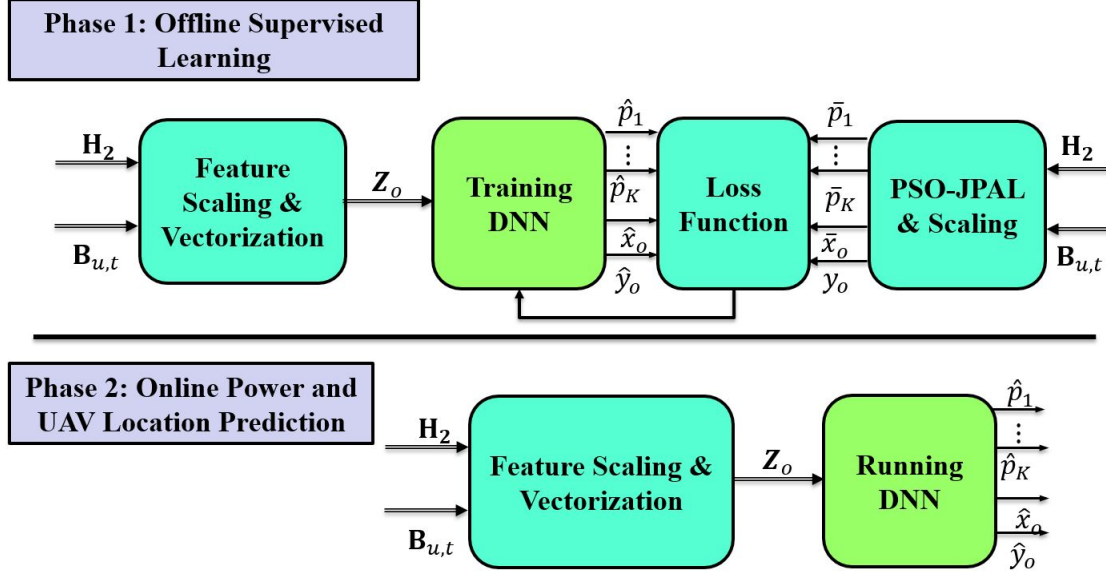 Phase 1: Offline Supervised
Learning
H₂
B_{u,t}
Feature
Scaling &
Vectorization
Z_o
Training
DNN
p̂₁
⋮
p̂_K
x̂_o
ŷ_o
Loss
Function
p̄₁
⋮
p̄_K
x̄_o
y_o
PSO-JPAL
& Scaling
H₂
B_{u,t}
Phase 2: Online Power and
UAV Location Prediction
H₂
B_{u,t}
Feature Scaling &
Vectorization
Z_o
Running
DNN
p̂₁
⋮
p̂_K
x̂_o
ŷ_o